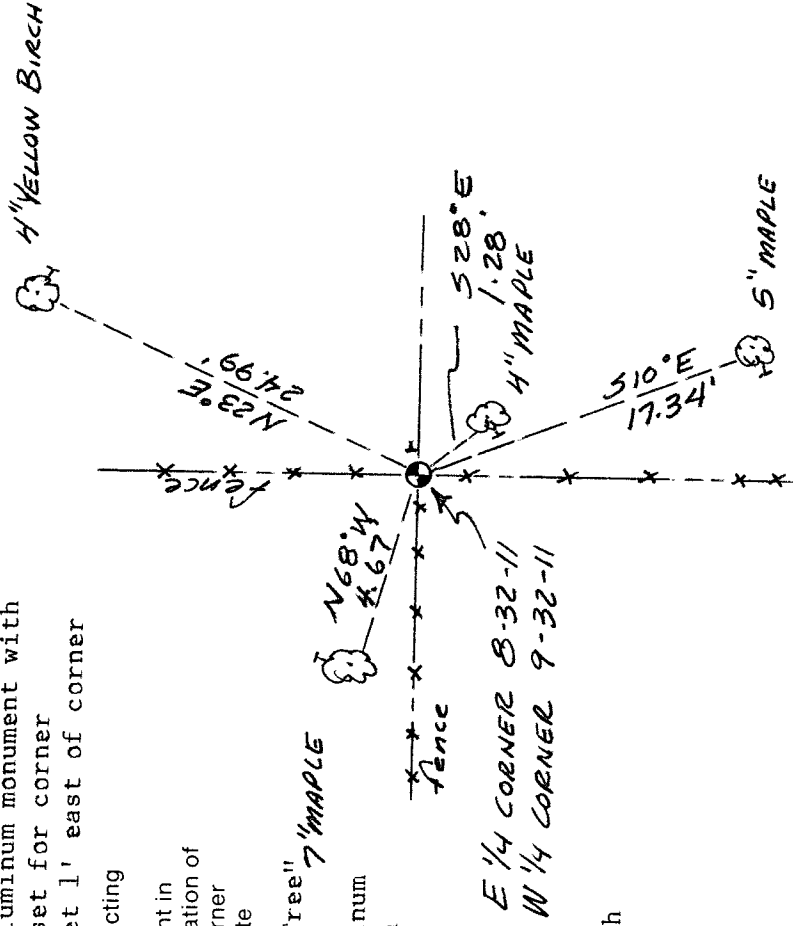 luminum monument with
set for corner
et 1' east of corner
cting
nt in
ation of
rner
te
ree"
num
h
4" YELLOW BIRCH
N23°E
24.99'
fence
N68°W
4.67'
7" MAPLE
fence
S28°E
1.28'
4" MAPLE
S10°E
17.34'
5" MAPLE
E 1/4 CORNER 8-32-11
W 1/4 CORNER 9-32-11